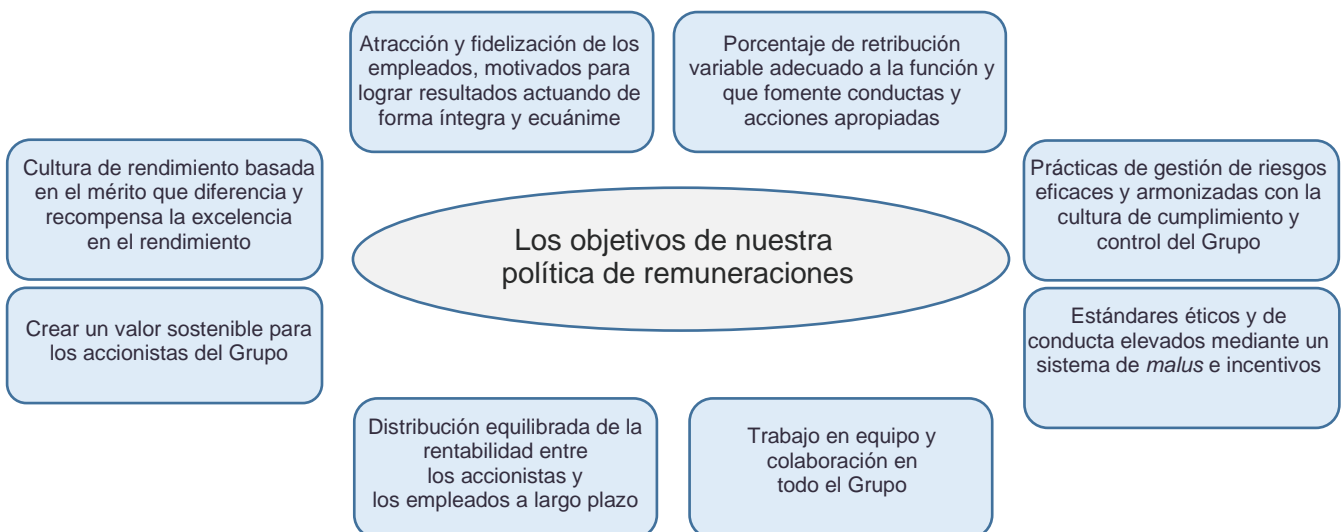 Atracción y fidelización de los
empleados, motivados para
lograr resultados actuando de
forma íntegra y ecuánime
Porcentaje de retribución
variable adecuado a la función y
que fomente conductas y
acciones apropiadas
Cultura de rendimiento basada
en el mérito que diferencia y
recompensa la excelencia
en el rendimiento
Prácticas de gestión de riesgos
eficaces y armonizadas con la
cultura de cumplimiento y
control del Grupo
Los objetivos de nuestra
política de remuneraciones
Crear un valor sostenible para
los accionistas del Grupo
Estándares éticos y de
conducta elevados mediante un
sistema de malus e incentivos
Distribución equilibrada de la
rentabilidad entre
los accionistas y
los empleados a largo plazo
Trabajo en equipo y
colaboración en
todo el Grupo